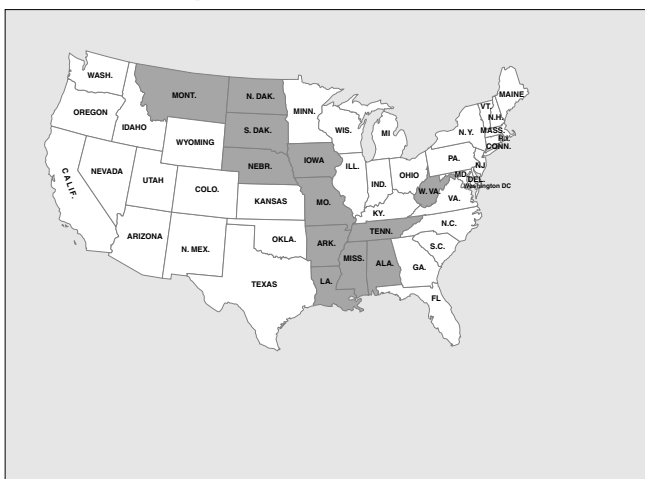 WASH.
OREGON
CALIF.
NEVADA
IDAHO
MONT.
WYOMING
UTAH
COLO.
ARIZONA
N. MEX.
N. DAK.
S. DAK.
NEBR.
KANSAS
OKLA.
TEXAS
MINN.
IOWA
MO.
ARK.
LA.
WIS.
ILL.
MI
IND.
OHIO
KY.
TENN.
MISS.
ALA.
GA.
FL
S.C.
N.C.
VA.
W. VA.
PA.
N.Y.
VT.
N.H.
MAINE
MASS.
R.I.
CONN.
NJ
MD.
DEL.
Washington DC